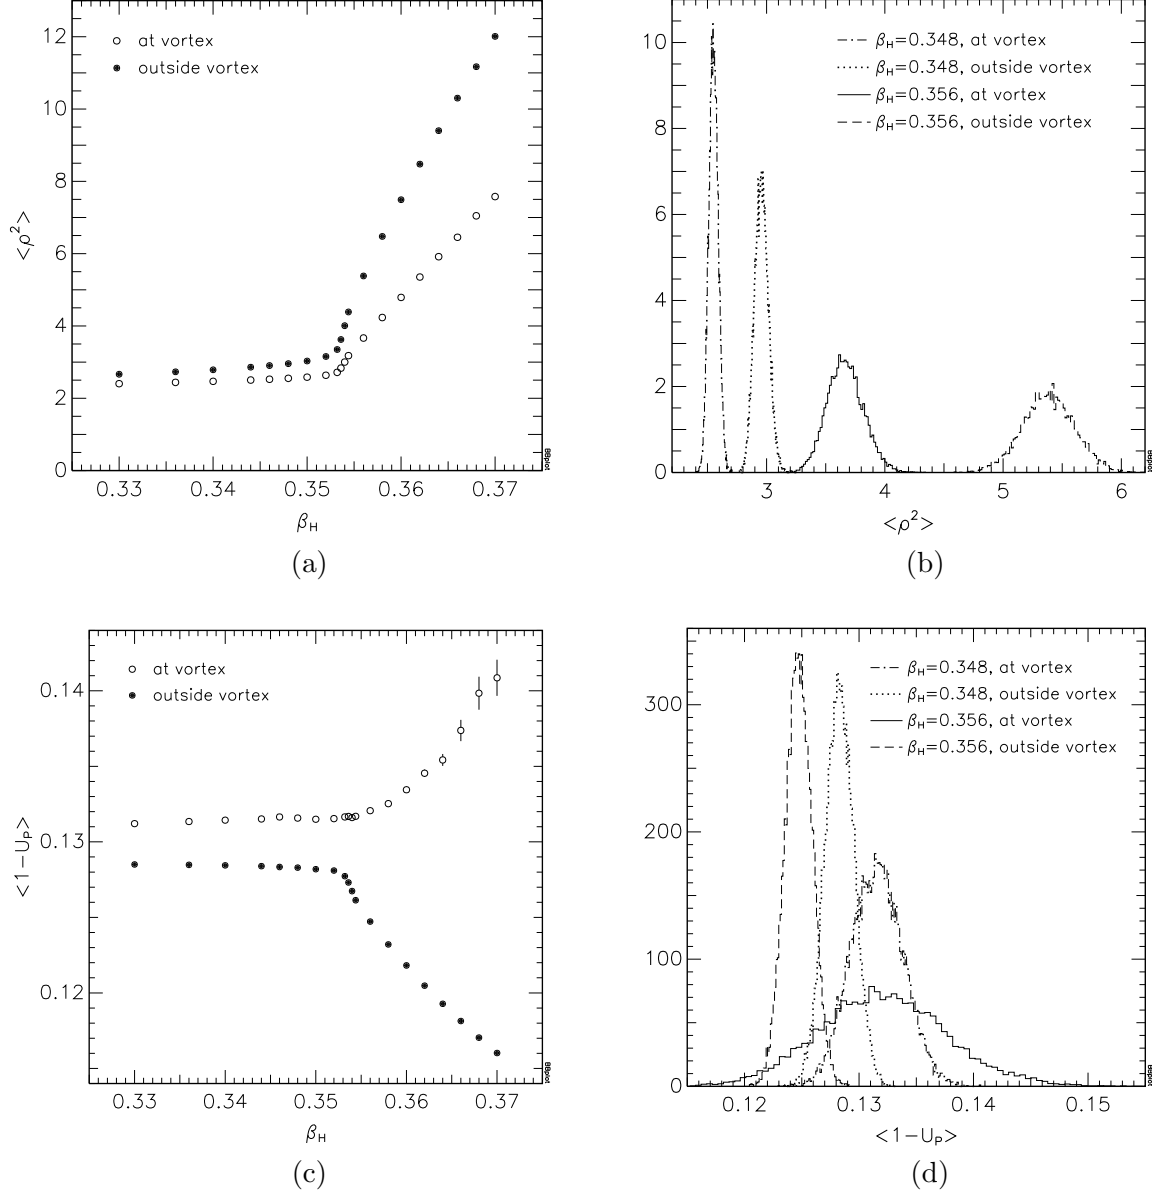 12
10
8
6
4
2
0
<ρ²>
at vortex
outside vortex
0.33 0.34 0.35 0.36 0.37
β_H
BBplot
(a)
10
8
6
4
2
0
β_H=0.348, at vortex
β_H=0.348, outside vortex
β_H=0.356, at vortex
β_H=0.356, outside vortex
3 4 5 6
<ρ²>
BBplot
(b)
0.14
0.13
0.12
<1−U_P>
at vortex
outside vortex
0.33 0.34 0.35 0.36 0.37
β_H
BBplot
(c)
300
200
100
0
β_H=0.348, at vortex
β_H=0.348, outside vortex
β_H=0.356, at vortex
β_H=0.356, outside vortex
0.12 0.13 0.14 0.15
<1−U_P>
BBplot
(d)